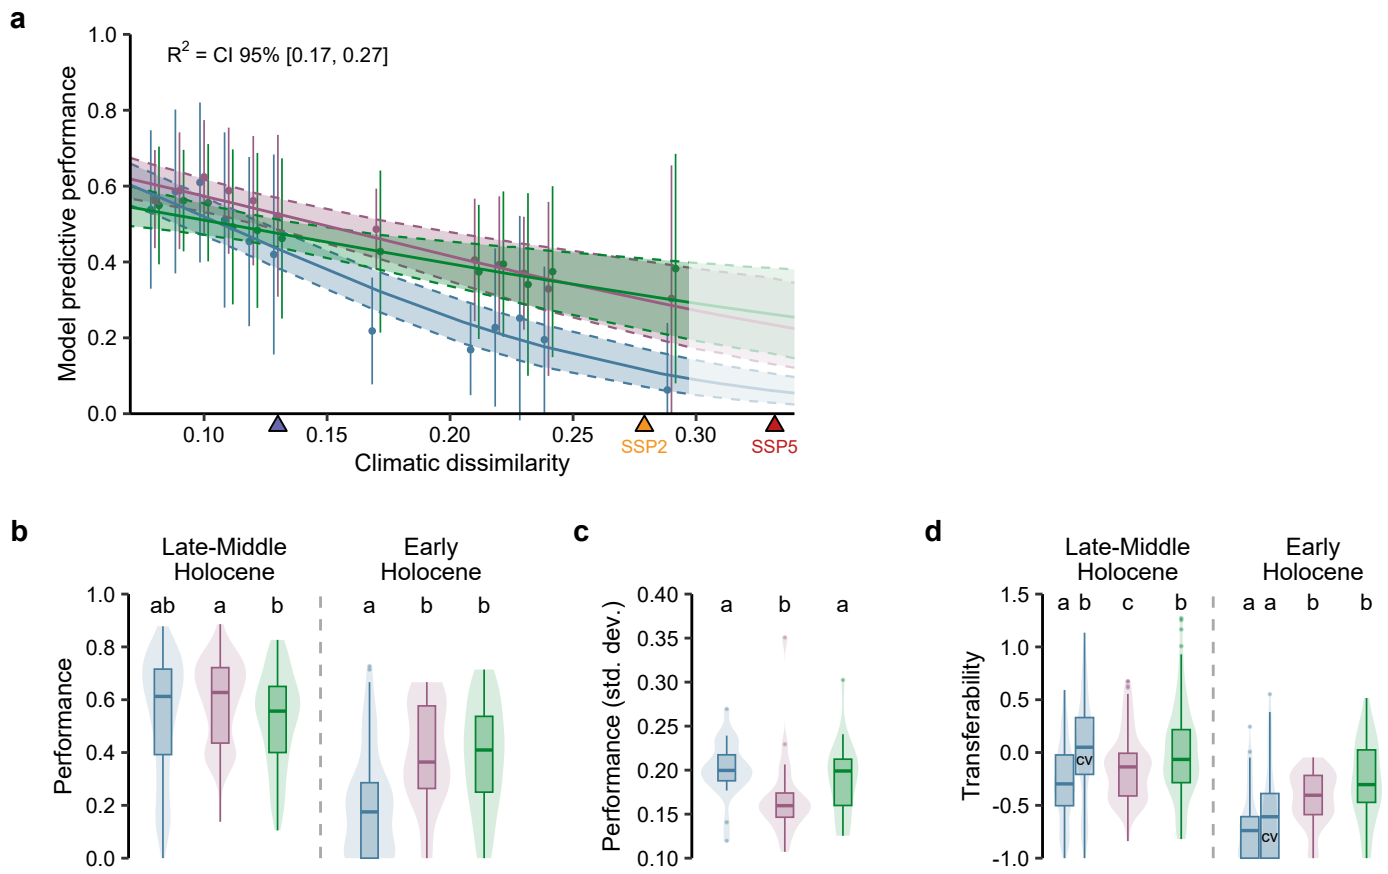 a
R² = CI 95% [0.17, 0.27]
Model predictive performance
1.0
0.8
0.6
0.4
0.2
0.0
0.10
0.15
0.20
0.25
0.30
SSP2
SSP5
Climatic dissimilarity
b
Late-Middle
Holocene
Early
Holocene
Performance
1.0
0.8
0.6
0.4
0.2
0.0
ab
a
b
a
b
b
c
Performance (std. dev.)
0.40
0.35
0.30
0.25
0.20
0.15
0.10
a
b
a
d
Late-Middle
Holocene
Early
Holocene
Transferability
1.5
1.0
0.5
0.0
-0.5
-1.0
a
b
c
b
a
a
b
b
CV
CV